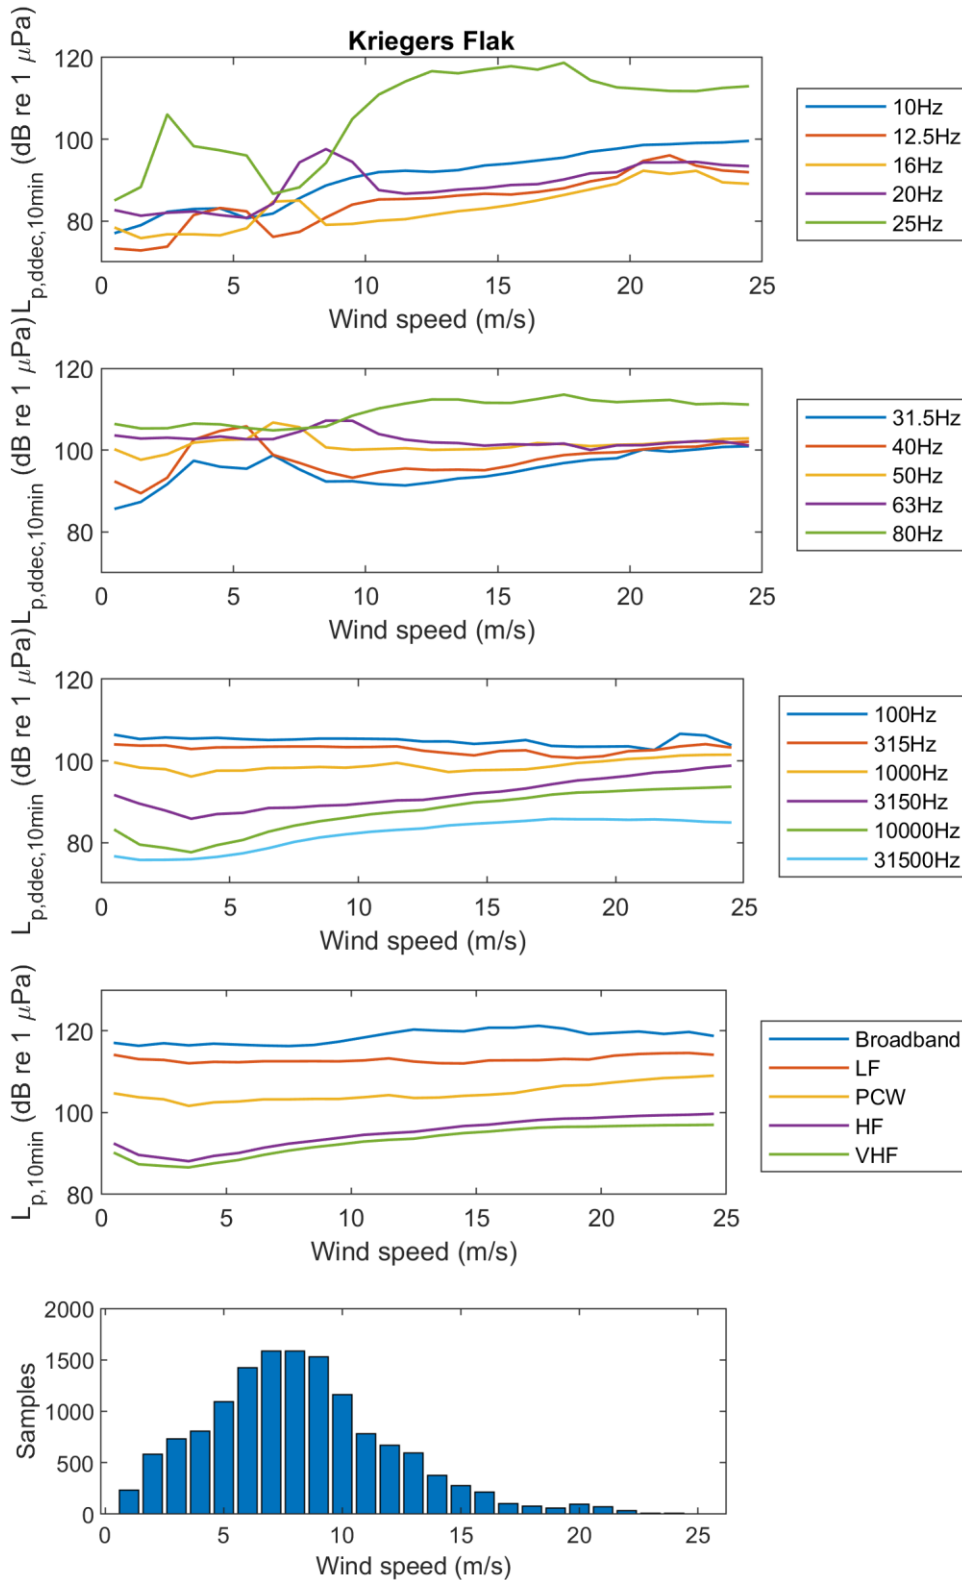 Kriegers Flak
L_p,ddec,10min (dB re 1 μPa)
120
100
80
0 5 10 15 20 25
Wind speed (m/s)
10Hz
12.5Hz
16Hz
20Hz
25Hz
L_p,ddec,10min (dB re 1 μPa)
120
100
80
0 5 10 15 20 25
Wind speed (m/s)
31.5Hz
40Hz
50Hz
63Hz
80Hz
L_p,ddec,10min (dB re 1 μPa)
120
100
80
0 5 10 15 20 25
Wind speed (m/s)
100Hz
315Hz
1000Hz
3150Hz
10000Hz
31500Hz
L_p,10min (dB re 1 μPa)
120
100
80
0 5 10 15 20 25
Wind speed (m/s)
Broadband
LF
PCW
HF
VHF
Samples
2000
1500
1000
500
0
0 5 10 15 20 25
Wind speed (m/s)